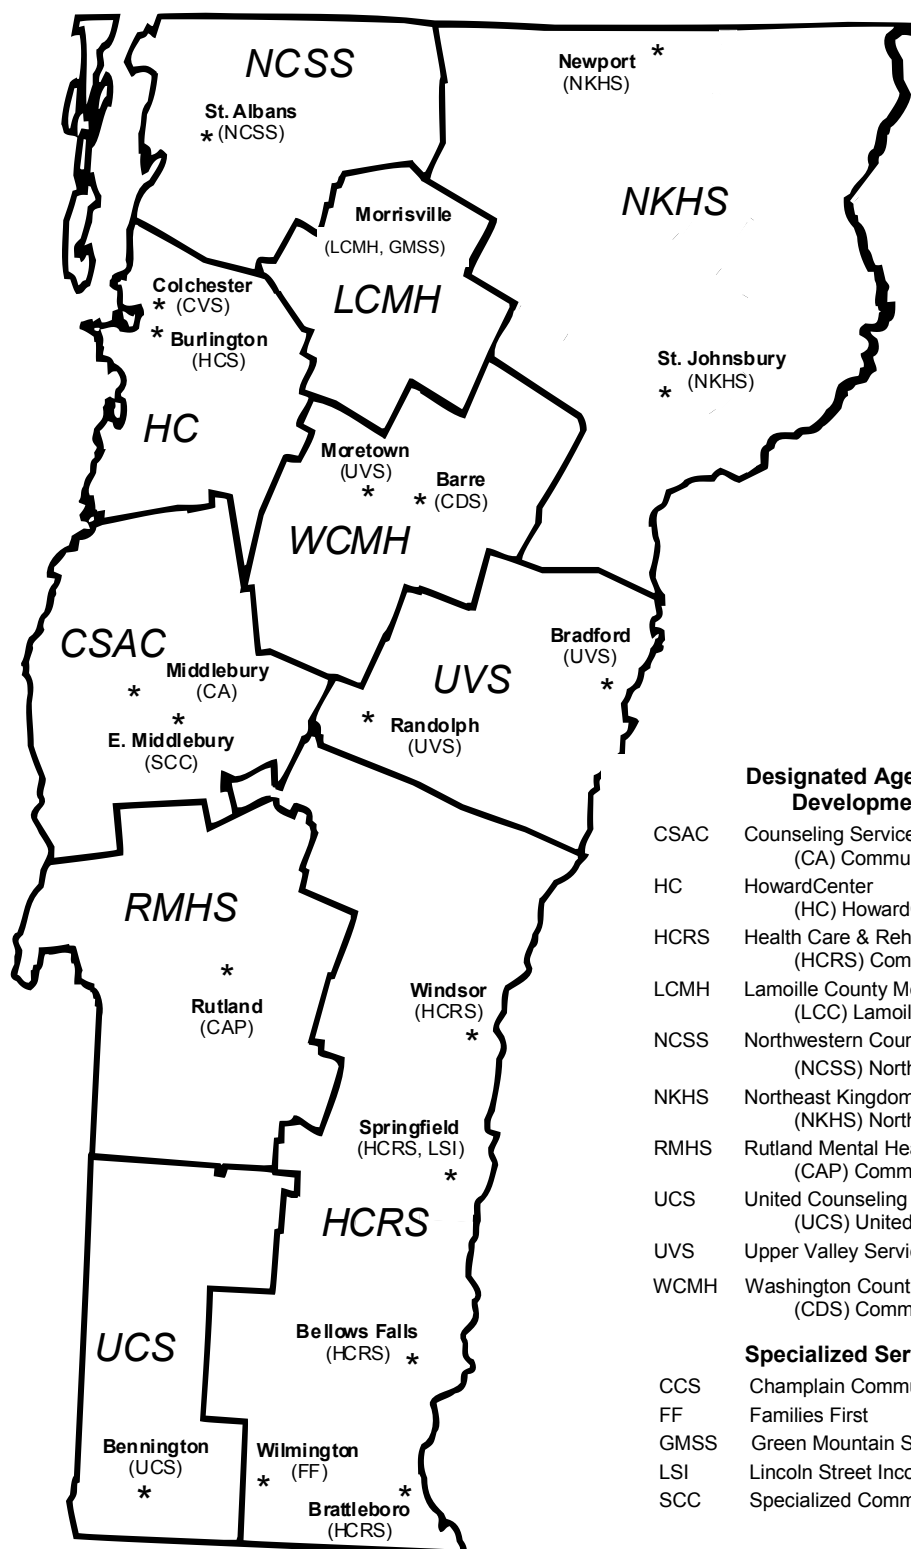 NCSS
St. Albans
* (NCSS)
Newport *
(NKHS)
NKHS
Morrisville
(LCMH, GMSS)
LCMH
Colchester
* (CVS)
* Burlington
(HCS)
HC
St. Johnsbury
* (NKHS)
Moretown
(UVS)
*
Barre
* (CDS)
WCMH
CSAC
Middlebury
* (CA)
*
E. Middlebury
(SCC)
Bradford
(UVS)
*
UVS
* Randolph
(UVS)
RMHS
*
Rutland
(CAP)
Windsor
(HCRS)
*
Springfield
(HCRS, LSI)
*
HCRS
Bellows Falls
(HCRS) *
UCS
Bennington
(UCS)
*
Wilmington
* (FF)
*
Brattleboro
(HCRS)
Designated Age
Developme
CSAC Counseling Service
(CA) Commu
HC HowardCenter
(HC) Howard
HCRS Health Care & Reh
(HCRS) Com
LCMH Lamoille County M
(LCC) Lamoil
NCSS Northwestern Coun
(NCSS) North
NKHS Northeast Kingdom
(NKHS) North
RMHS Rutland Mental Hea
(CAP) Comm
UCS United Counseling
(UCS) United
UVS Upper Valley Servi
WCMH Washington Count
(CDS) Comm
Specialized Ser
CCS Champlain Commu
FF Families First
GMSS Green Mountain S
LSI Lincoln Street Inco
SCC Specialized Comm